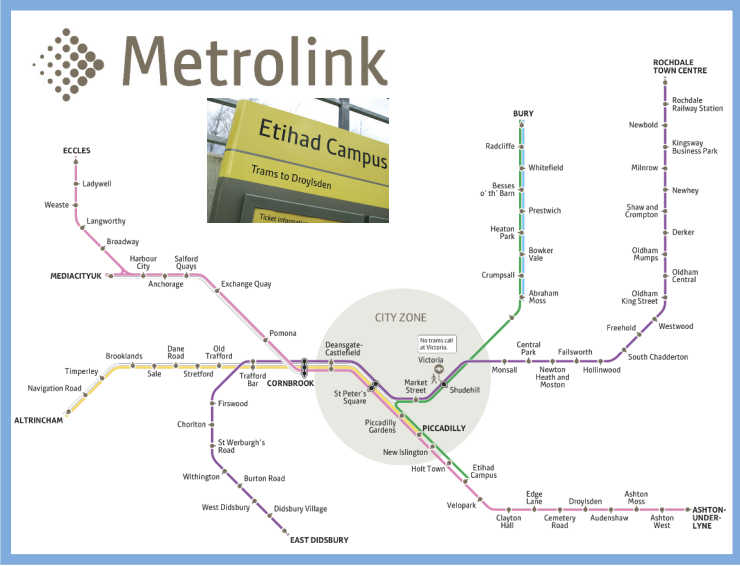 Metrolink
Etihad Campus
Trams to Droylsden
Ticket information
ROCHDALE
TOWN CENTRE
Rochdale
Railway Station
Newbold
Kingsway
Business Park
Milnrow
Newhey
Shaw and
Crompton
Derker
Oldham
Mumps
Oldham
Central
Oldham
King Street
Westwood
Freehold
South Chadderton
Hollinwood
Failsworth
Newton
Heath and
Moston
Central
Park
Monsall
BURY
Radcliffe
Whitefield
Besses
o' th' Barn
Prestwich
Heaton
Park
Bowker
Vale
Crumpsall
Abraham
Moss
ECCLES
Ladywell
Weaste
Langworthy
Broadway
MEDIACITYUK
Harbour
City
Anchorage
Salford
Quays
Exchange Quay
Pomona
CITY ZONE
No trams call
at Victoria.
Victoria
Shudehill
Market
Street
Deansgate-
Castlefield
St Peter's
Square
Piccadilly
Gardens
PICCADILLY
CORNBROOK
Trafford
Bar
Old
Trafford
Stretford
Dane
Road
Sale
Brooklands
Timperley
Navigation Road
ALTRINCHAM
Firswood
Chorlton
St Werburgh's
Road
Withington
Burton Road
West Didsbury
Didsbury Village
EAST DIDSBURY
New Islington
Holt Town
Etihad
Campus
Velopark
Clayton
Hall
Edge
Lane
Cemetery
Road
Droylsden
Audenshaw
Ashton
Moss
Ashton
West
ASHTON-
UNDER-
LYNE